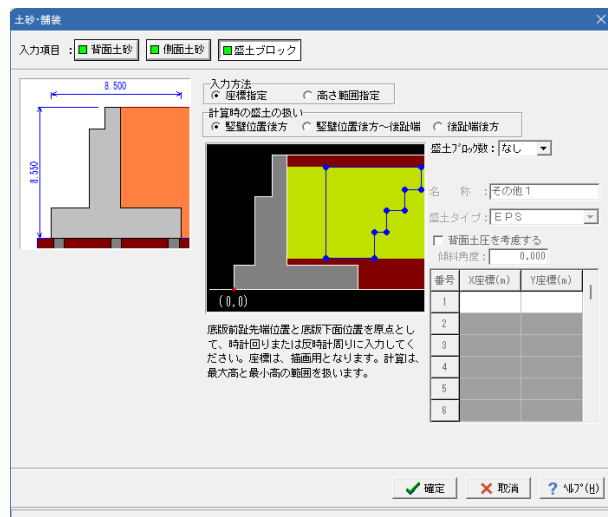 土砂・舗装
入力項目 : 背面土砂 側面土砂 盛土ブロック
8.500
8.550
入力方法
座標指定 高さ範囲指定
計算時の盛土の扱い
竪壁位置後方 竪壁位置後方～後趾端 後趾端後方
(0,0)
底版前趾先端位置と底版下面位置を原点とし
て、時計回りまたは反時計周りに入力してく
ださい。座標は、描画用となります。計算は、
最大高と最小高の範囲を扱います。
盛土ﾌﾞﾛｯｸ数 : なし
名 称 : その他1
盛土タイプ : ＥＰＳ
背面土圧を考慮する
傾斜角度 : 0.000
番号 X座標(m) Y座標(m)
1
2
3
4
5
6
確定 取消 ? ﾍﾙﾌﾟ(H)